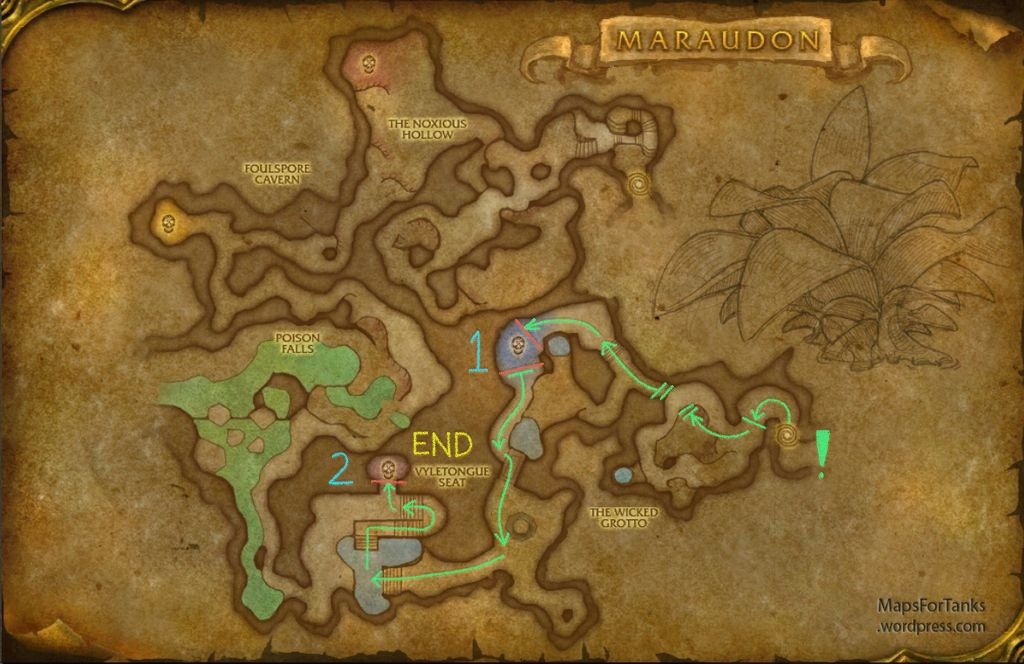 MARAUDON
THE NOXIOUS
HOLLOW
FOULSPORE
CAVERN
POISON
FALLS
1
END
2
VYLETONGUE
SEAT
!
THE WICKED
GROTTO
MapsForTanks
.wordpress.com